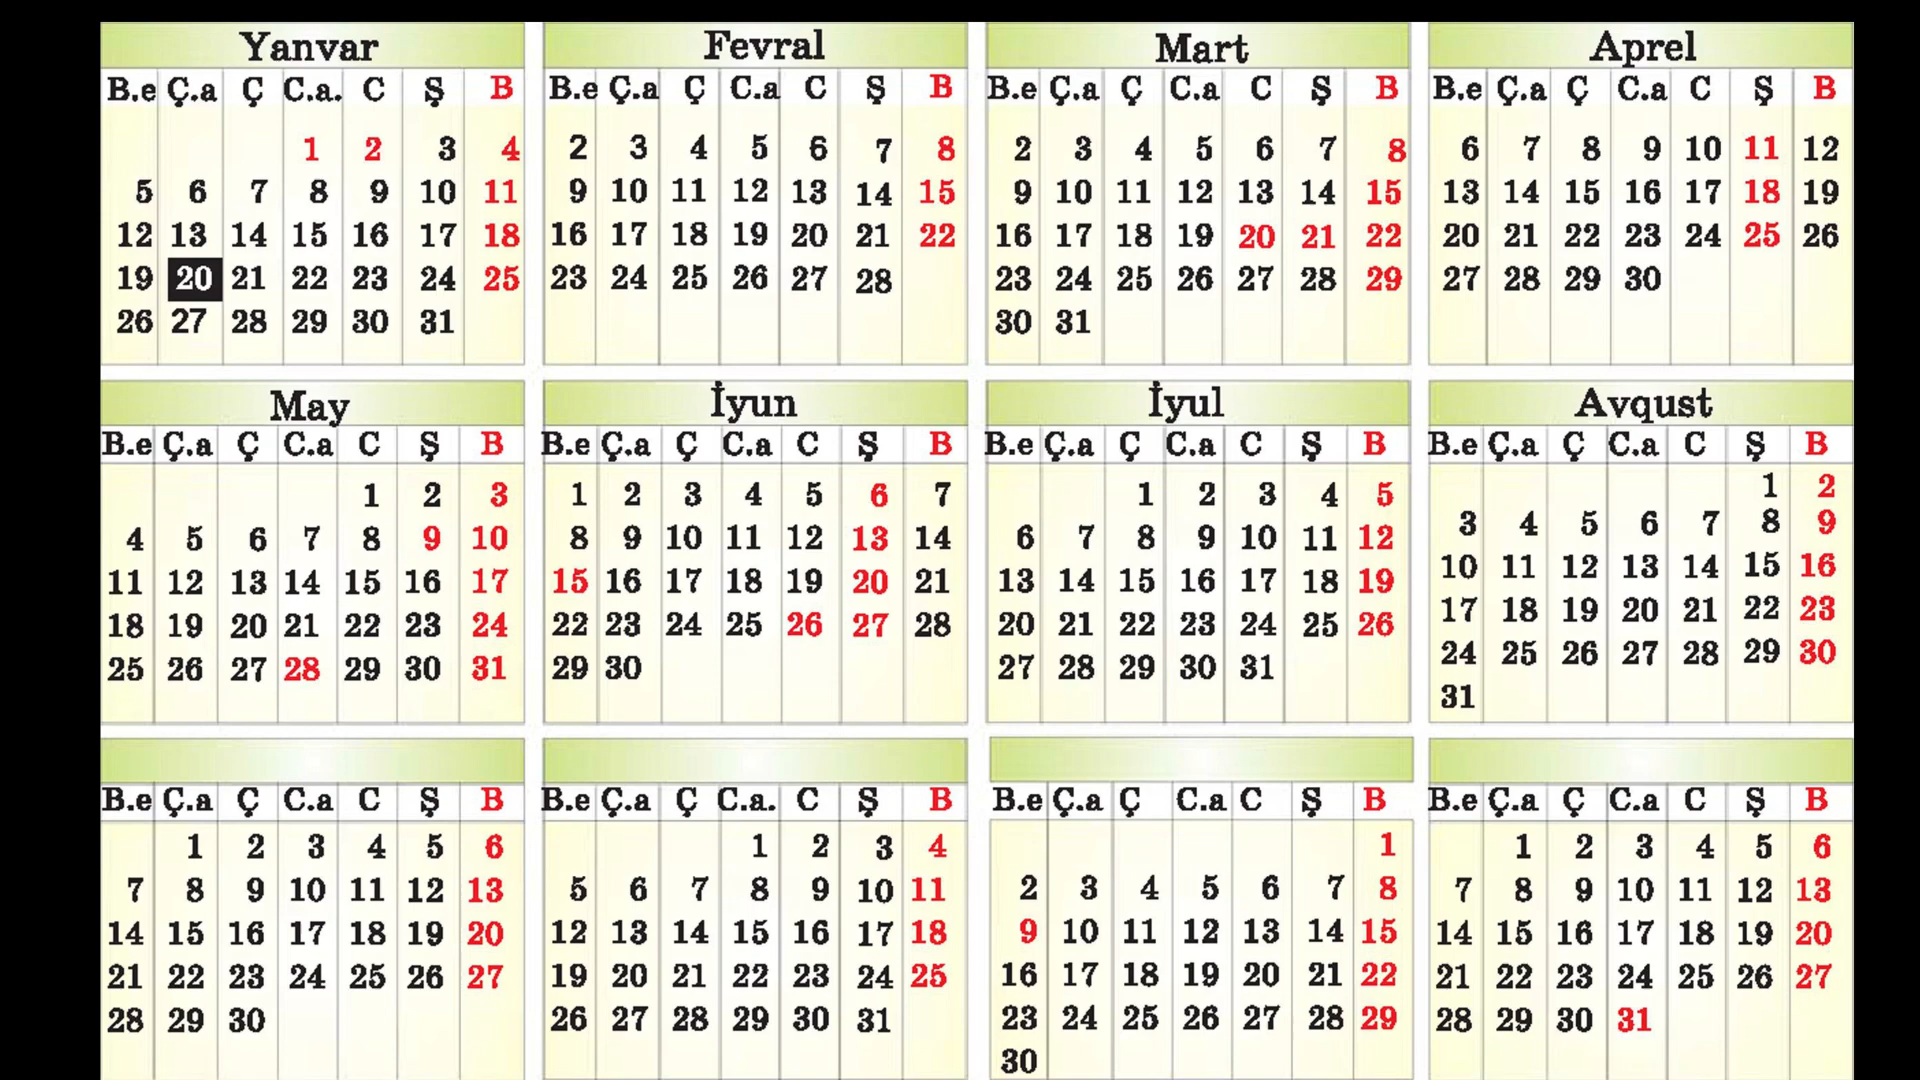 Yanvar
B.e Ç.a Ç C.a. C Ş B
1 2 3 4
5 6 7 8 9 10 11
12 13 14 15 16 17 18
19 20 21 22 23 24 25
26 27 28 29 30 31
Fevral
B.e Ç.a Ç C.a C Ş B
2 3 4 5 6 7 8
9 10 11 12 13 14 15
16 17 18 19 20 21 22
23 24 25 26 27 28
Mart
B.e Ç.a Ç C.a C Ş B
2 3 4 5 6 7 8
9 10 11 12 13 14 15
16 17 18 19 20 21 22
23 24 25 26 27 28 29
30 31
Aprel
B.e Ç.a Ç C.a C Ş B
6 7 8 9 10 11 12
13 14 15 16 17 18 19
20 21 22 23 24 25 26
27 28 29 30
May
B.e Ç.a Ç C.a C Ş B
1 2 3
4 5 6 7 8 9 10
11 12 13 14 15 16 17
18 19 20 21 22 23 24
25 26 27 28 29 30 31
İyun
B.e Ç.a Ç C.a C Ş B
1 2 3 4 5 6 7
8 9 10 11 12 13 14
15 16 17 18 19 20 21
22 23 24 25 26 27 28
29 30
İyul
B.e Ç.a Ç C.a C Ş B
1 2 3 4 5
6 7 8 9 10 11 12
13 14 15 16 17 18 19
20 21 22 23 24 25 26
27 28 29 30 31
Avqust
B.e Ç.a Ç C.a C Ş B
1 2
3 4 5 6 7 8 9
10 11 12 13 14 15 16
17 18 19 20 21 22 23
24 25 26 27 28 29 30
31
B.e Ç.a Ç C.a C Ş B
1 2 3 4 5 6
7 8 9 10 11 12 13
14 15 16 17 18 19 20
21 22 23 24 25 26 27
28 29 30
B.e Ç.a Ç C.a. C Ş B
1 2 3 4
5 6 7 8 9 10 11
12 13 14 15 16 17 18
19 20 21 22 23 24 25
26 27 28 29 30 31
B.e Ç.a Ç C.a C Ş B
1
2 3 4 5 6 7 8
9 10 11 12 13 14 15
16 17 18 19 20 21 22
23 24 25 26 27 28 29
30
B.e Ç.a Ç C.a C Ş B
1 2 3 4 5 6
7 8 9 10 11 12 13
14 15 16 17 18 19 20
21 22 23 24 25 26 27
28 29 30 31